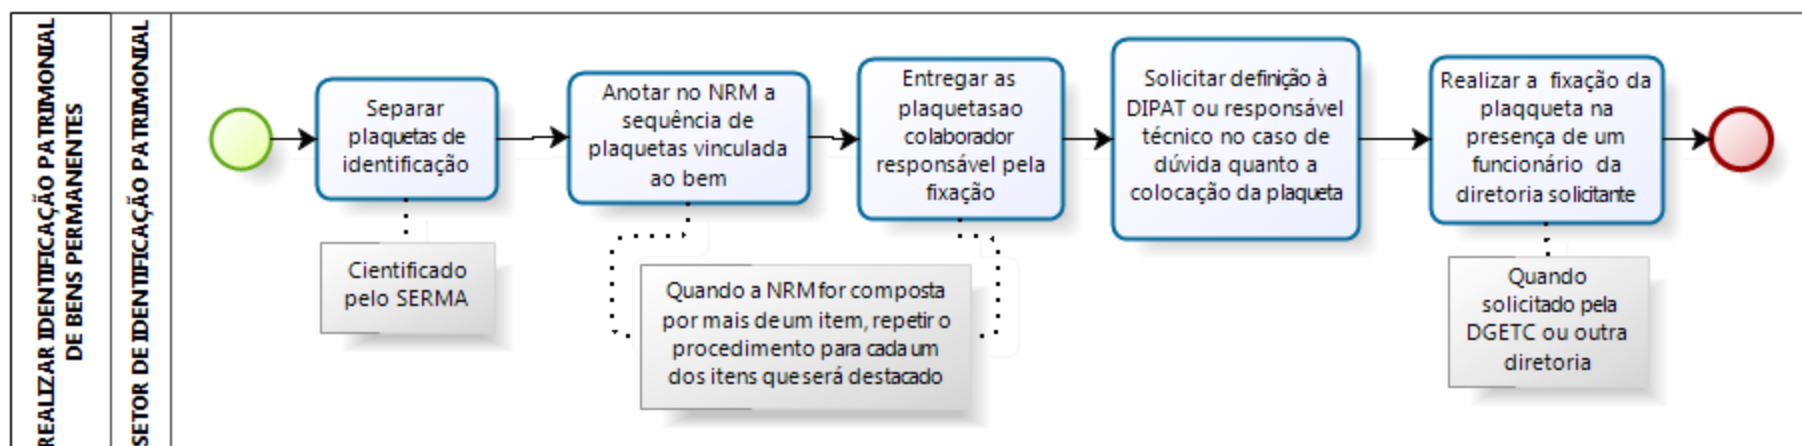 REALIZAR IDENTIFICAÇÃO PATRIMONIAL
DE BENS PERMANENTES
SETOR DE IDENTIFICAÇÃO PATRIMONIAL
Separar
plaquetas de
identificação
Cientificado
pelo SERMA
Anotar no NRM a
sequência de
plaquetas vinculada
ao bem
Entregar as
plaquetasao
colaborador
responsável pela
fixação
Quando a NRM for composta
por mais de um item, repetir o
procedimento para cada um
dos itens que será destacado
Solicitar definição à
DIPAT ou responsável
técnico no caso de
dúvida quanto a
colocação da plaqueta
Realizar a fixação da
plaqqueta na
presença de um
funcionário da
diretoria solicitante
Quando
solicitado pela
DGETC ou outra
diretoria